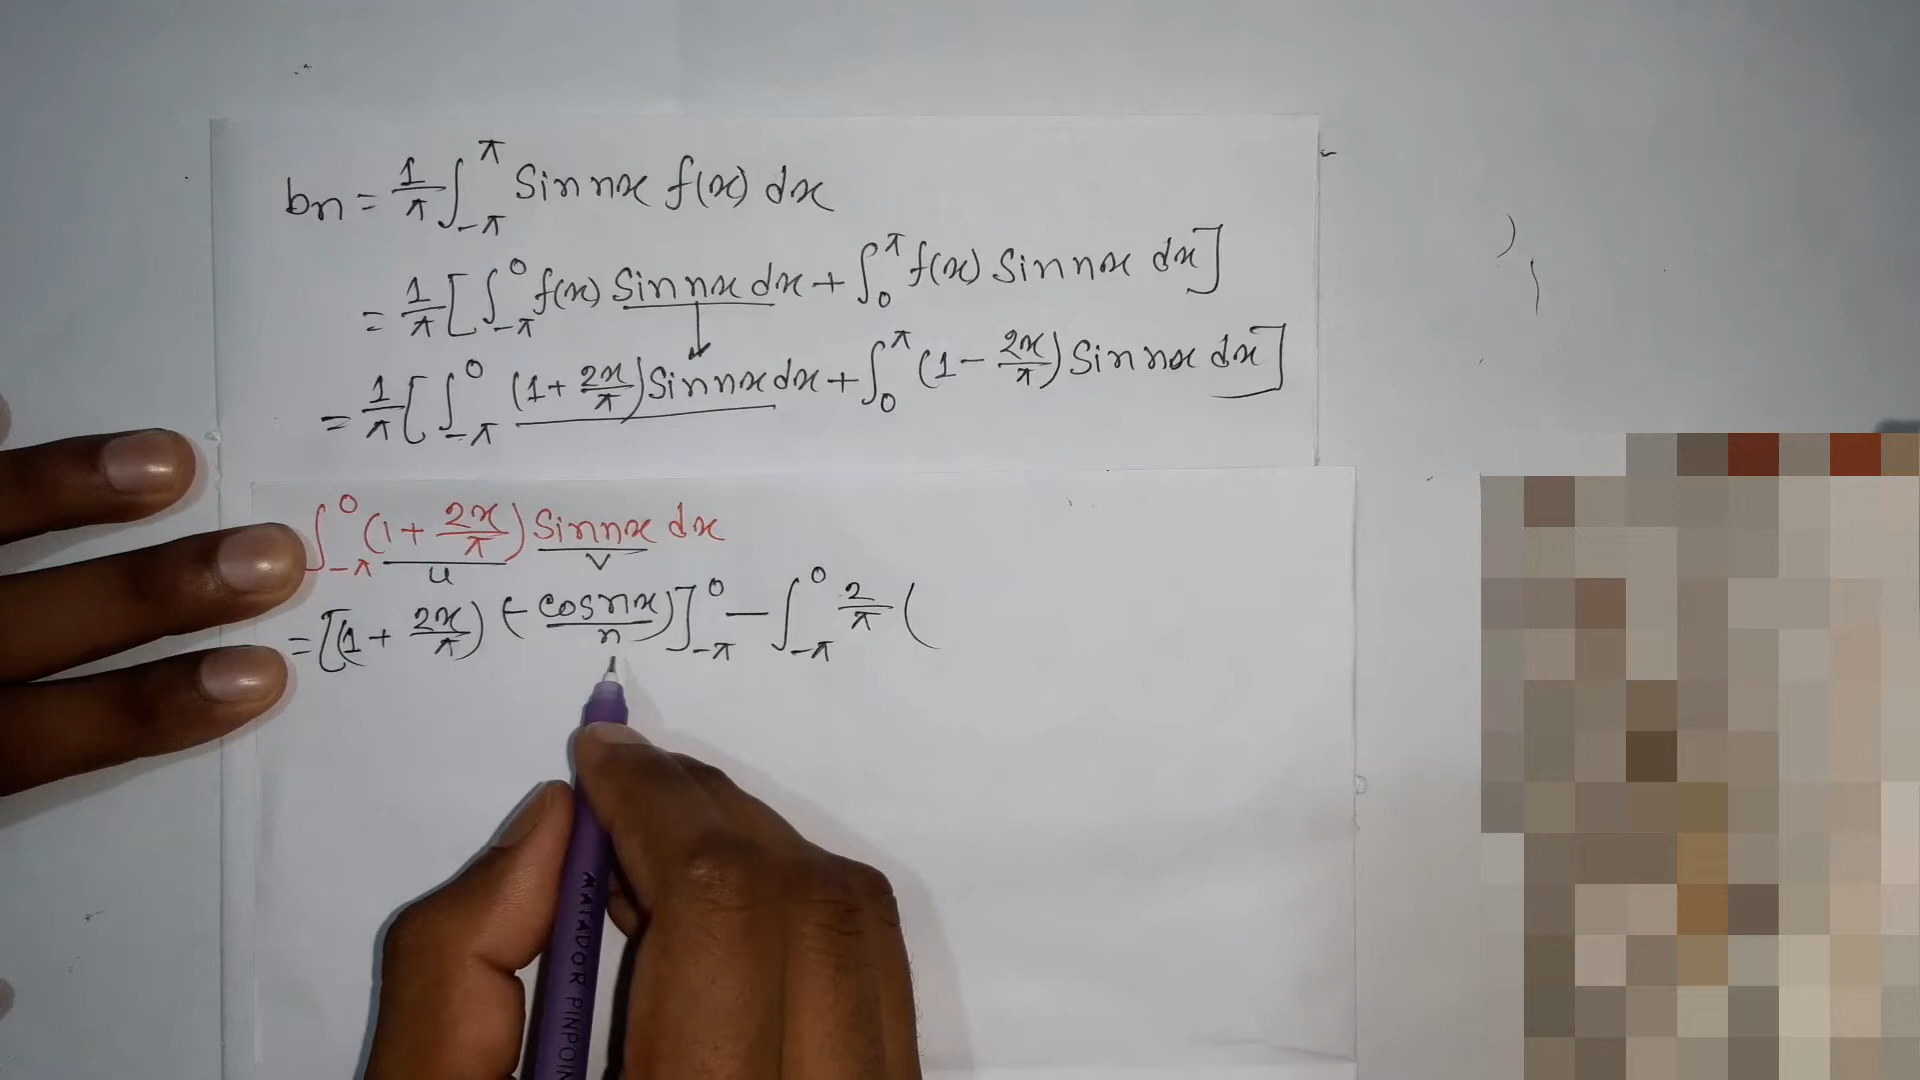 bn = 1/π ∫_{-π}^{π} Sin nx f(x) dx
= 1/π [ ∫_{-π}^{0} f(x) Sin nx dx + ∫_{0}^{π} f(x) Sin nx dx ]
= 1/π [ ∫_{-π}^{0} (1 + 2x/π) Sin nx dx + ∫_{0}^{π} (1 - 2x/π) Sin nx dx ]
∫_{-π}^{0} (1 + 2x/π) Sin nx dx
u v
= [(1 + 2x/π) (- cos nx/n)]_{-π}^{0} - ∫_{-π}^{0} 2/π (
MATADOR PINPOIN